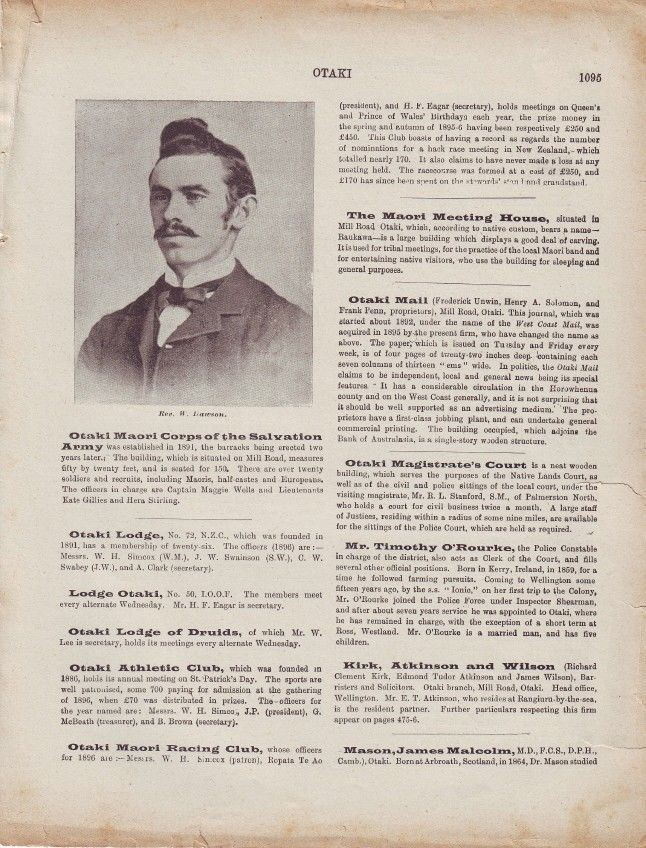 OTAKI
1095
Rev. W. Lawson.
Otaki Maori Corps of the Salvation
Army was established in 1891, the barracks being erected two
years later. The building, which is situated on Mill Road, measures
fifty by twenty feet, and is seated for 150. There are over twenty
soldiers and recruits, including Maoris, half-castes and Europeans.
The officers in charge are Captain Maggie Wells and Lieutenants
Kate Gillies and Hera Stirling.
Otaki Lodge, No. 72, N.Z.C., which was founded in
1891, has a membership of twenty-six. The officers (1896) are :—
Messrs. W. H. Simcox (W.M.), J. W. Swainson (S.W.), C. W.
Swabey (J.W.), and A. Clark (secretary).
Lodge Otaki, No. 50, I.O.O.F. The members meet
every alternate Wednesday. Mr. H. F. Eagar is secretary.
Otaki Lodge of Druids, of which Mr. W.
Lee is secretary, holds its meetings every alternate Wednesday.
Otaki Athletic Club, which was founded in
1886, holds its annual meeting on St. Patrick's Day. The sports are
well patronised, some 700 paying for admission at the gathering
of 1896, when £70 was distributed in prizes. The officers for
the year named are: Messrs. W. H. Simcox, J.P. (president), G.
McBeath (treasurer), and B. Brown (secretary).
Otaki Maori Racing Club, whose officers
for 1896 are :— Messrs. W. H. Simcox (patron), Ropata Te Ao
(president), and H. F. Eagar (secretary), holds meetings on Queen's
and Prince of Wales' Birthdays each year, the prize money in
the spring and autumn of 1895-6 having been respectively £250 and
£450. This Club boasts of having a record as regards the number
of nominations for a hack race meeting in New Zealand, which
totalled nearly 170. It also claims to have never made a loss at any
meeting held. The racecourse was formed at a cost of £250, and
£170 has since been spent on the stewards' stand and grandstand.
The Maori Meeting House, situated in
Mill Road Otaki, which, according to native custom, bears a name—
Raukawa—is a large building which displays a good deal of carving.
It is used for tribal meetings, for the practice of the local Maori band and
for entertaining native visitors, who use the building for sleeping and
general purposes.
Otaki Mail (Frederick Unwin, Henry A. Solomon, and
Frank Penn, proprietors), Mill Road, Otaki. This journal, which was
started about 1892, under the name of the West Coast Mail, was
acquired in 1895 by the present firm, who have changed the name as
above. The paper, which is issued on Tuesday and Friday every
week, is of four pages of twenty-two inches deep containing each
seven columns of thirteen "ems" wide. In politics, the Otaki Mail
claims to be independent, local and general news being its special
features. It has a considerable circulation in the Horowhenua
county and on the West Coast generally, and it is not surprising that
it should be well supported as an advertising medium. The pro-
prietors have a first-class jobbing plant, and can undertake general
commercial printing. The building occupied, which adjoins the
Bank of Australasia, is a single-story wooden structure.
Otaki Magistrate's Court is a neat wooden
building, which serves the purposes of the Native Lands Court, as
well as of the civil and police sittings of the local court, under the
visiting magistrate, Mr. R. L. Stanford, S.M., of Palmerston North,
who holds a court for civil business twice a month. A large staff
of Justices, residing within a radius of some nine miles, are available
for the sittings of the Police Court, which are held as required.
Mr. Timothy O'Rourke, the Police Constable
in charge of the district, also acts as Clerk of the Court, and fills
several other official positions. Born in Kerry, Ireland, in 1859, for a
time he followed farming pursuits. Coming to Wellington some
fifteen years ago, by the s.s. "Ionic," on her first trip to the Colony,
Mr. O'Rourke joined the Police Force under Inspector Shearman,
and after about seven years service he was appointed to Otaki, where
he has remained in charge, with the exception of a short term at
Ross, Westland. Mr. O'Rourke is a married man, and has five
children.
Kirk, Atkinson and Wilson (Richard
Clement Kirk, Edmond Tudor Atkinson and James Wilson), Bar-
risters and Solicitors. Otaki branch, Mill Road, Otaki. Head office,
Wellington. Mr. E. T. Atkinson, who resides at Rangiuru-by-the-sea,
is the resident partner. Further particulars respecting this firm
appear on pages 475-6.
Mason, James Malcolm, M.D., F.C.S., D.P.H.,
Camb.), Otaki. Born at Arbroath, Scotland, in 1864, Dr. Mason studied